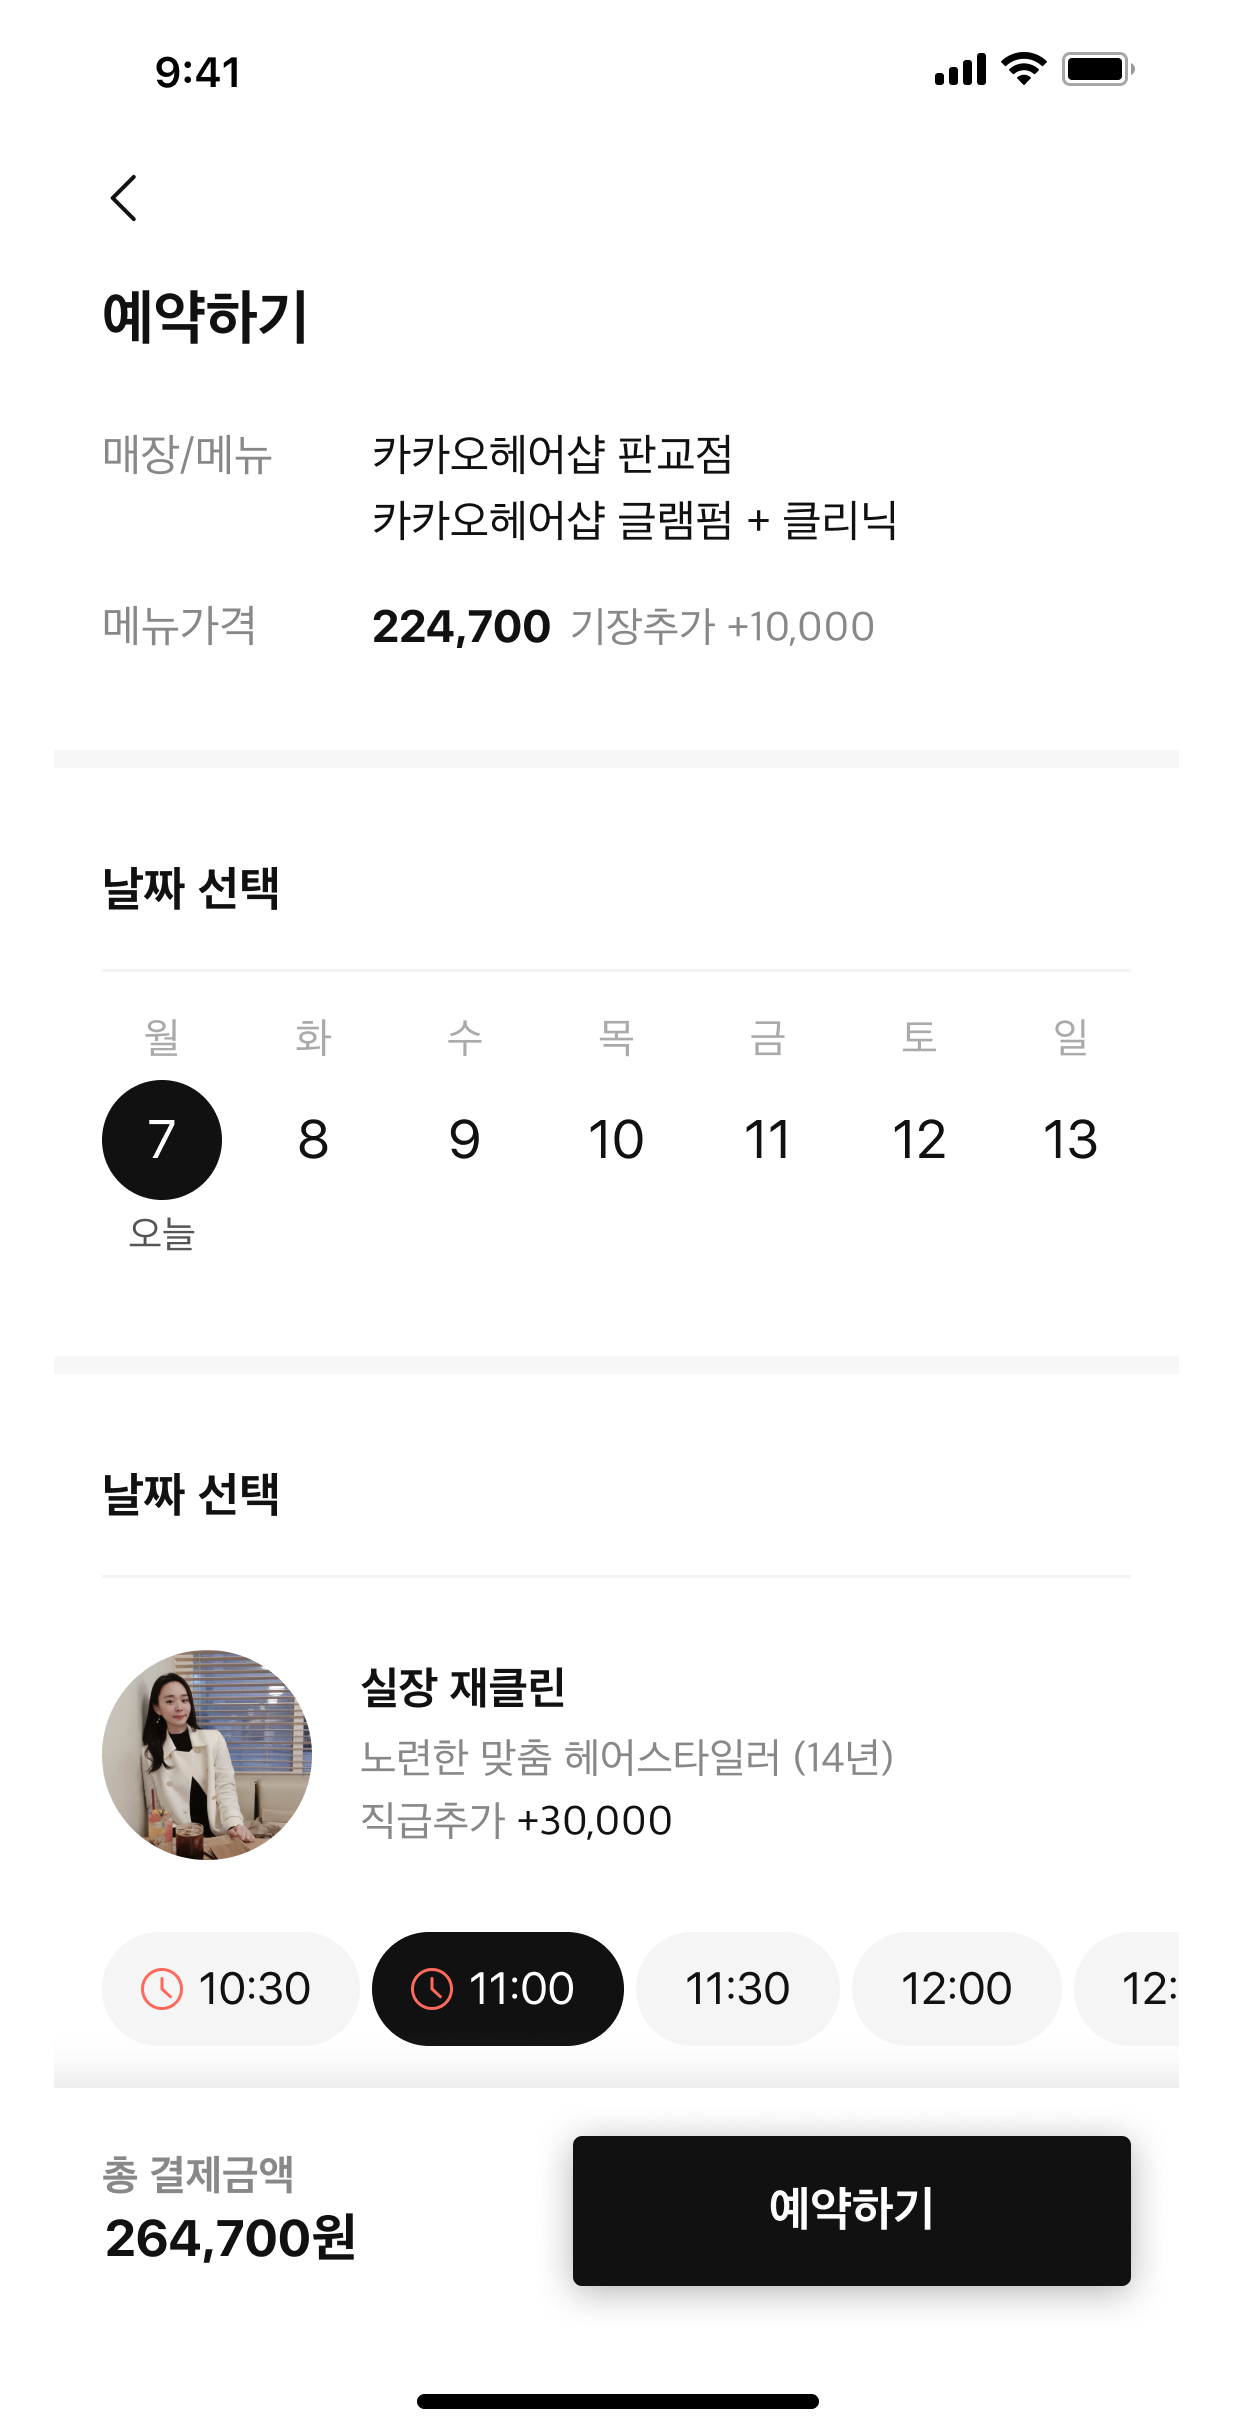 9:41
예약하기
매장/메뉴 카카오헤어샵 판교점
카카오헤어샵 글램펌 + 클리닉
메뉴가격 224,700 기장추가 +10,000
날짜 선택
월 화 수 목 금 토 일
7 8 9 10 11 12 13
오늘
날짜 선택
실장 재클린
노련한 맞춤 헤어스타일러 (14년)
직급추가 +30,000
10:30 11:00 11:30 12:00 12:
총 결제금액
264,700원
예약하기